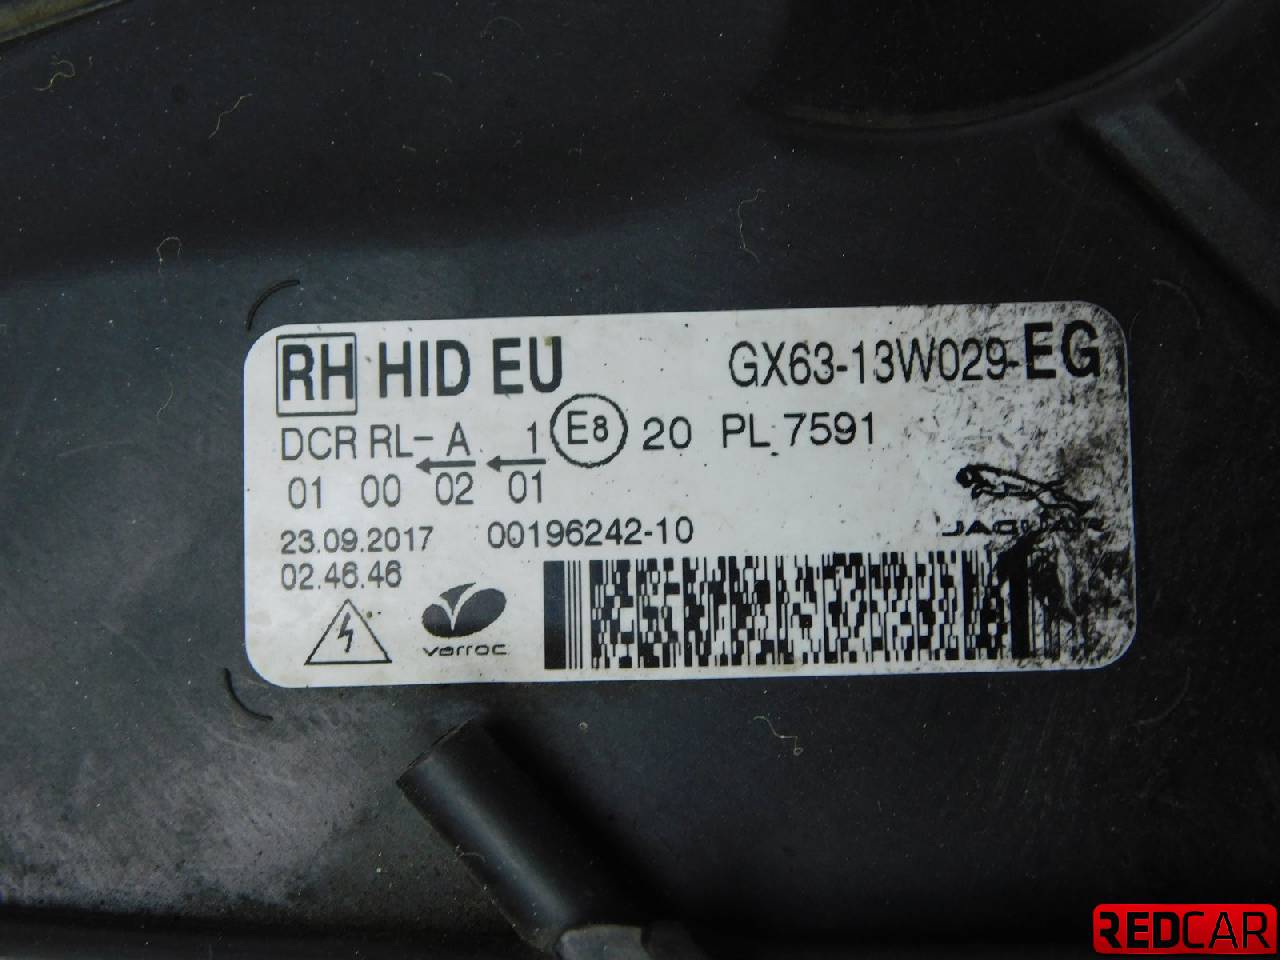 RH HID EU GX63-13W029-EG
DCR RL- A 1 E8 20 PL 7591
01 00 02 01
23.09.2017 00196242-10
02.46.46
JAGUAR
varroc
REDCAR